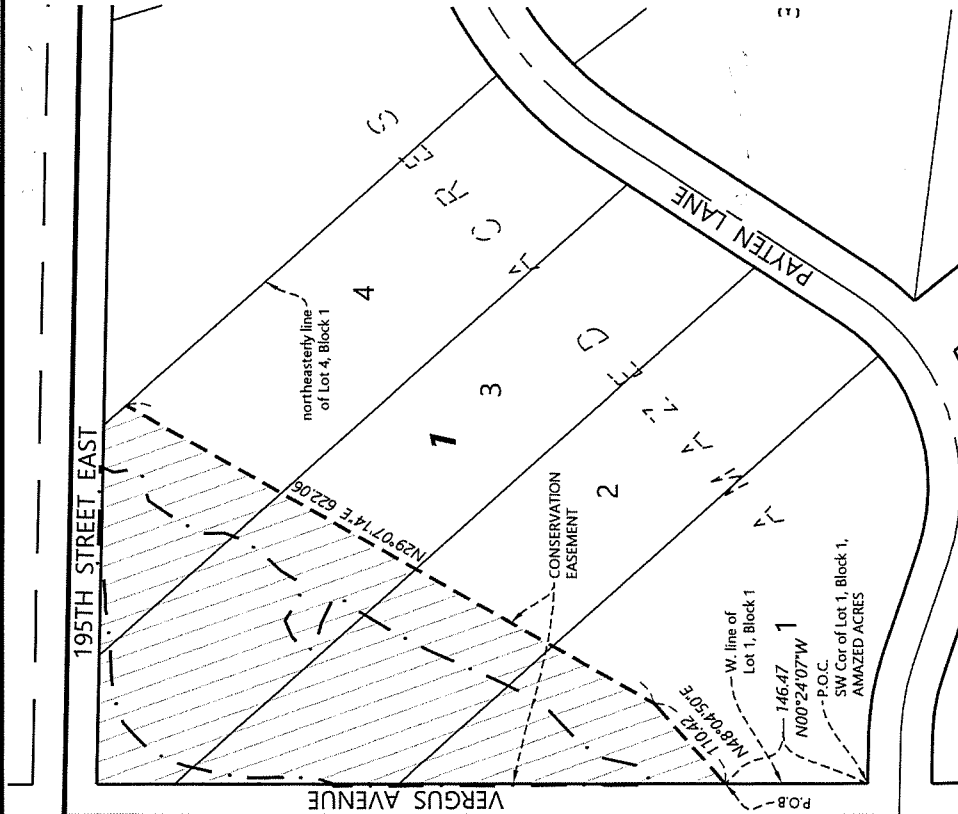 195TH STREET EAST
(Y)
AMAZED ACRES
4
northeasterly line
of Lot 4, Block 1
3
1
PAYTEN LANE
N29°07'14"E 622.06
2
CONSERVATION
EASEMENT
110.42
N48°04'50"E
W. line of
Lot 1, Block 1
1
146.47
N00°24'07"W
P.O.C.
SW Cor of Lot 1, Block 1,
AMAZED ACRES
P.O.B
VERGUS AVENUE